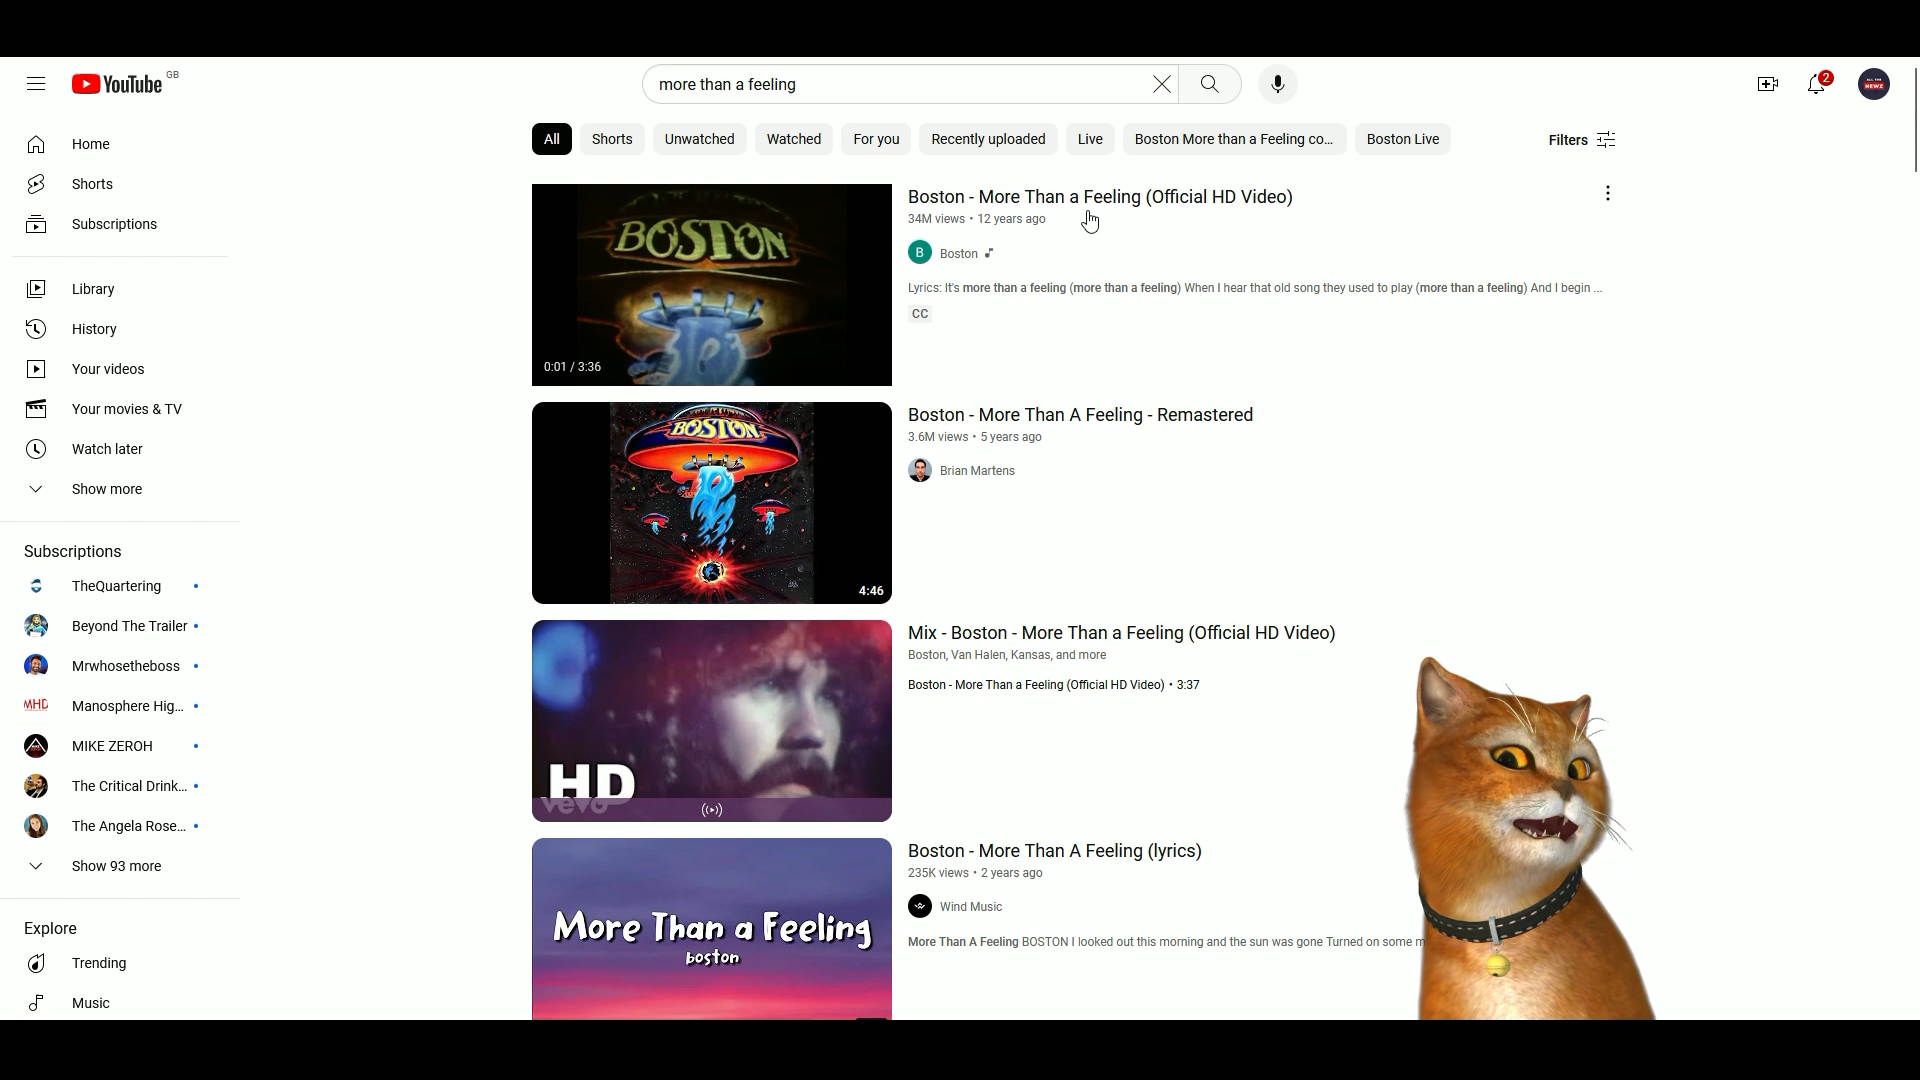 YouTube GB
more than a feeling
2
ALL THE NEWZ
All
Shorts
Unwatched
Watched
For you
Recently uploaded
Live
Boston More than a Feeling co...
Boston Live
Filters
Home
Shorts
Subscriptions
Library
History
Your videos
Your movies & TV
Watch later
Show more
Subscriptions
TheQuartering
Beyond The Trailer
Mrwhosetheboss
MHD
Manosphere Hig...
MIKE ZEROH
The Critical Drink...
The Angela Rose...
Show 93 more
Explore
Trending
Music
BOSTON
0:01 / 3:36
Boston - More Than a Feeling (Official HD Video)
34M views • 12 years ago
B
Boston
Lyrics: It's more than a feeling (more than a feeling) When I hear that old song they used to play (more than a feeling) And I begin ...
CC
BOSTON
4:46
Boston - More Than A Feeling - Remastered
3.6M views • 5 years ago
Brian Martens
HD
vevo
Mix - Boston - More Than a Feeling (Official HD Video)
Boston, Van Halen, Kansas, and more
Boston - More Than a Feeling (Official HD Video) • 3:37
More Than a Feeling
boston
Boston - More Than A Feeling (lyrics)
235K views • 2 years ago
Wind Music
More Than A Feeling BOSTON I looked out this morning and the sun was gone Turned on some m